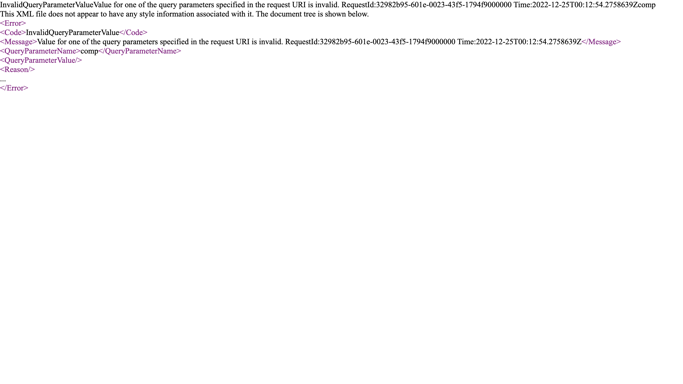 InvalidQueryParameterValueValue for one of the query parameters specified in the request URI is invalid. RequestId:32982b95-601e-0023-43f5-1794f9000000 Time:2022-12-25T00:12:54.2758639Zcomp
This XML file does not appear to have any style information associated with it. The document tree is shown below.
<Error>
<Code>InvalidQueryParameterValue</Code>
<Message>Value for one of the query parameters specified in the request URI is invalid. RequestId:32982b95-601e-0023-43f5-1794f9000000 Time:2022-12-25T00:12:54.2758639Z</Message>
<QueryParameterName>comp</QueryParameterName>
<QueryParameterValue/>
<Reason/>
...
</Error>